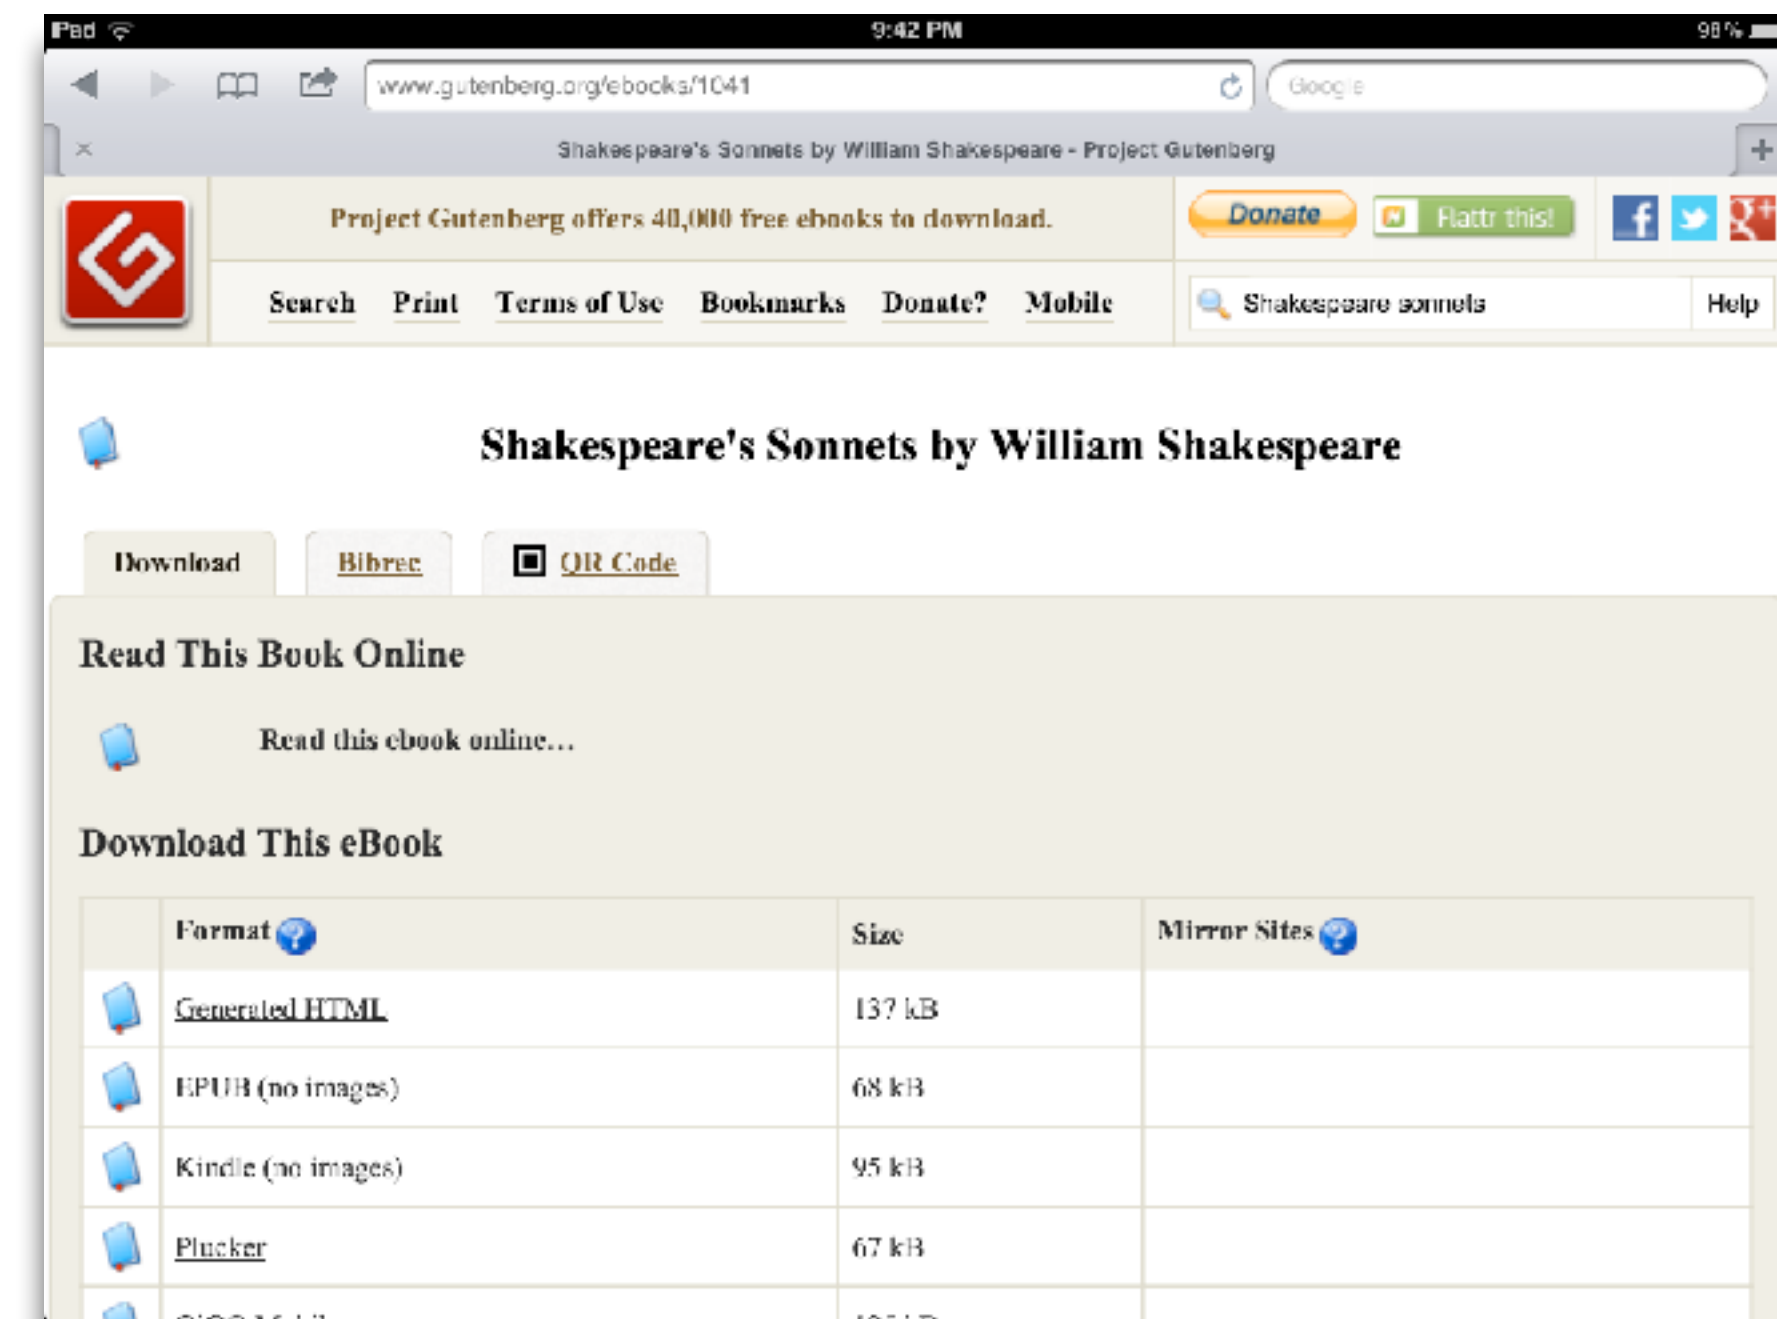 iPad 9:42 PM 98%
www.gutenberg.org/ebooks/1041 Google
Shakespeare's Sonnets by William Shakespeare - Project Gutenberg
Project Gutenberg offers 40,000 free ebooks to download. Donate Flattr this!
Search Print Terms of Use Bookmarks Donate? Mobile Shakespeare sonnets Help
Shakespeare's Sonnets by William Shakespeare
Download Bibrec QR Code
Read This Book Online
Read this ebook online...
Download This eBook
Format Size Mirror Sites
Generated HTML 137 kB
EPUB (no images) 68 kB
Kindle (no images) 95 kB
Plucker 67 kB